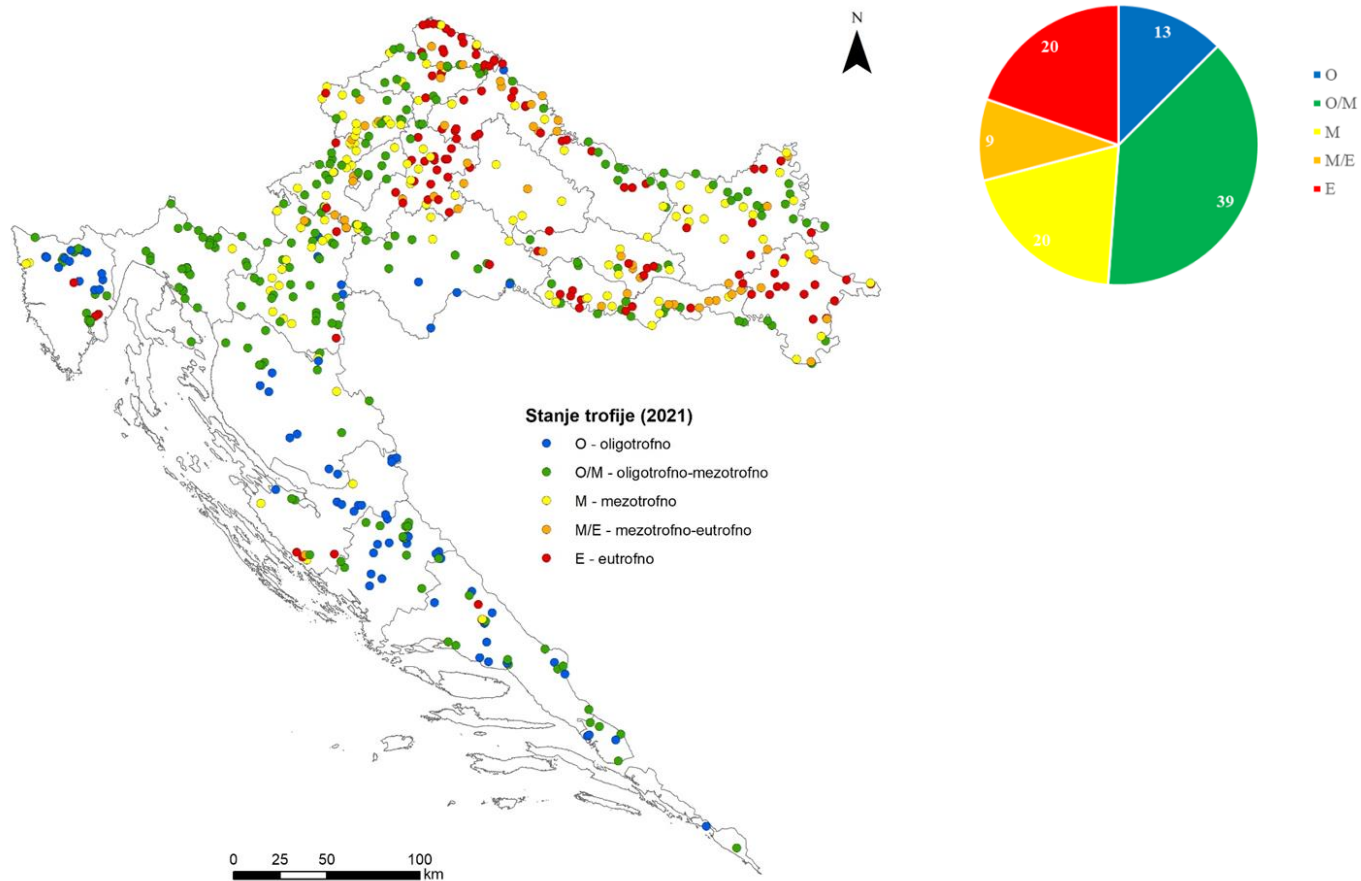 N
13
39
20
9
20
O
O/M
M
M/E
E
Stanje trofije (2021)
O - oligotrofno
O/M - oligotrofno-mezotrofno
M - mezotrofno
M/E - mezotrofno-eutrofno
E - eutrofno
0 25 50 100
km